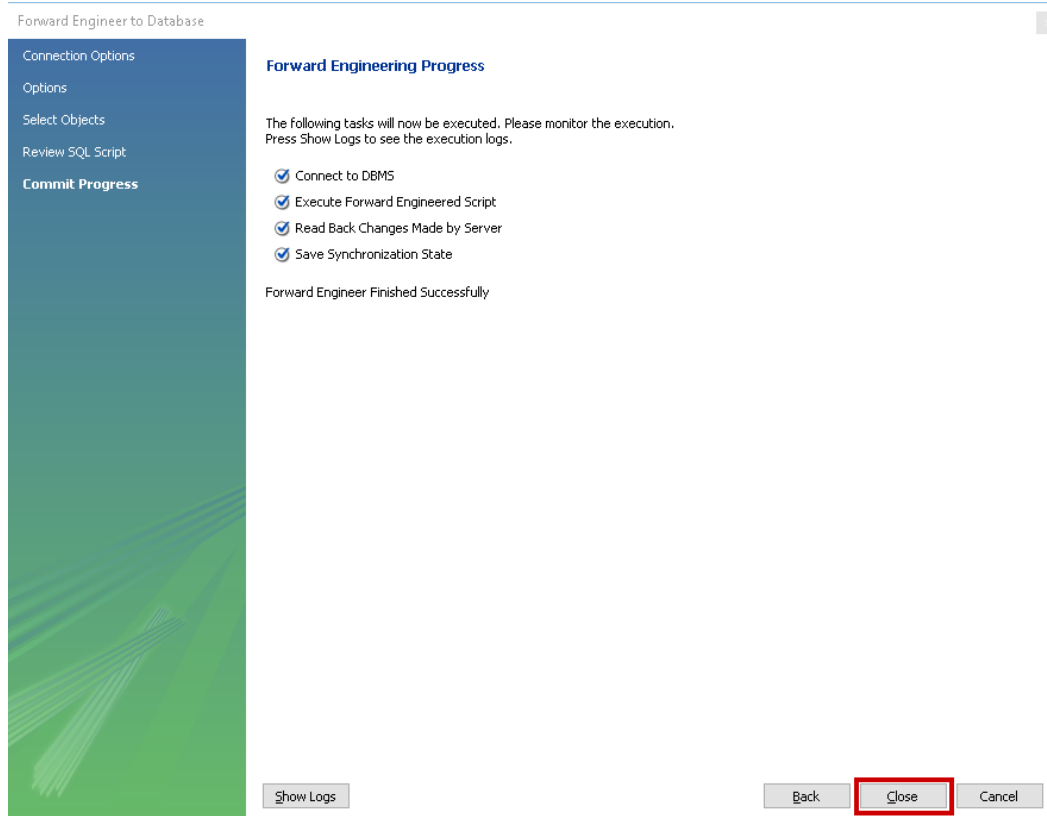 Forward Engineer to Database
Connection Options
Options
Select Objects
Review SQL Script
Commit Progress
Forward Engineering Progress
The following tasks will now be executed. Please monitor the execution.
Press Show Logs to see the execution logs.
Connect to DBMS
Execute Forward Engineered Script
Read Back Changes Made by Server
Save Synchronization State
Forward Engineer Finished Successfully
Show Logs
Back
Close
Cancel